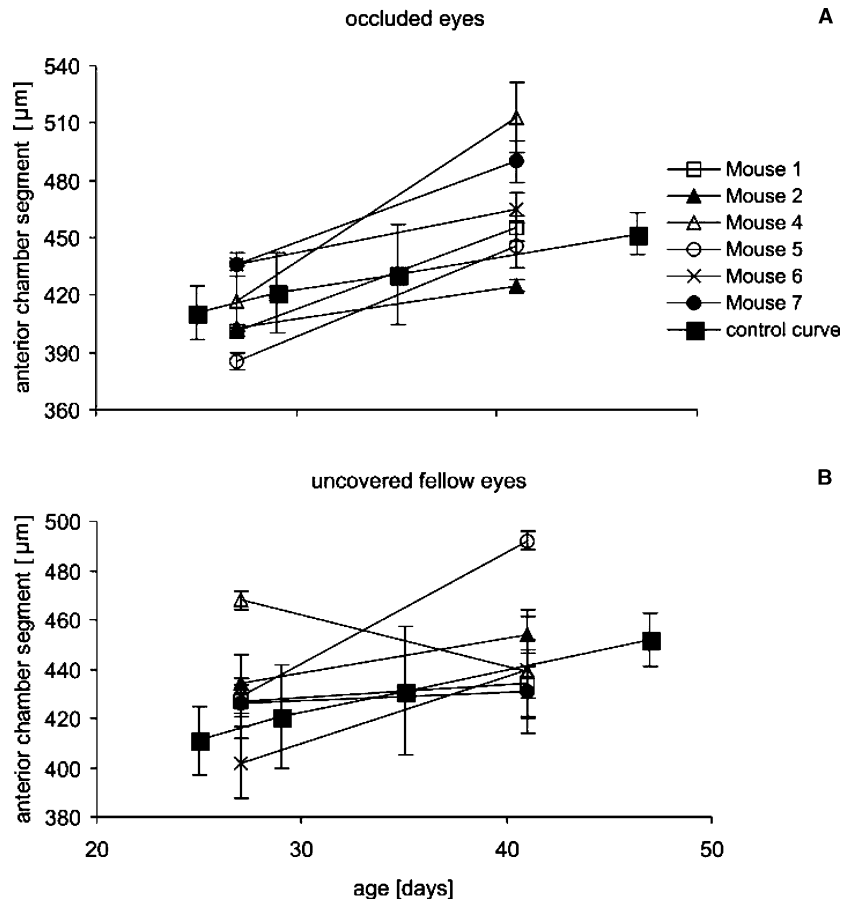 occluded eyes
A
anterior chamber segment [µm]
540
510
480
450
420
390
360
Mouse 1
Mouse 2
Mouse 4
Mouse 5
Mouse 6
Mouse 7
control curve
uncovered fellow eyes
B
anterior chamber segment [µm]
500
480
460
440
420
400
380
20
30
40
50
age [days]